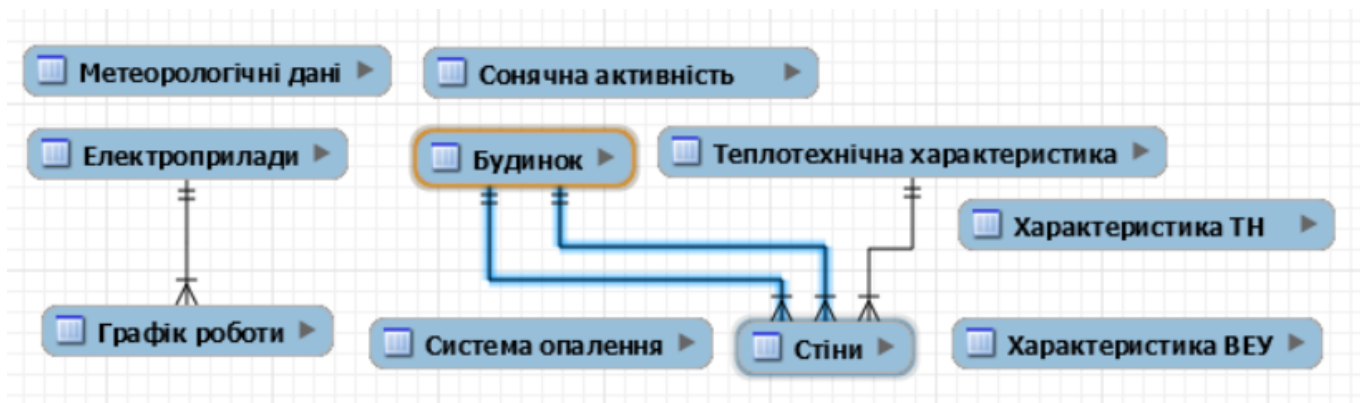 Метеорологічні дані
Сонячна активність
Електроприлади
Будинок
Теплотехнічна характеристика
Характеристика ТН
Графік роботи
Система опалення
Стіни
Характеристика ВЕУ